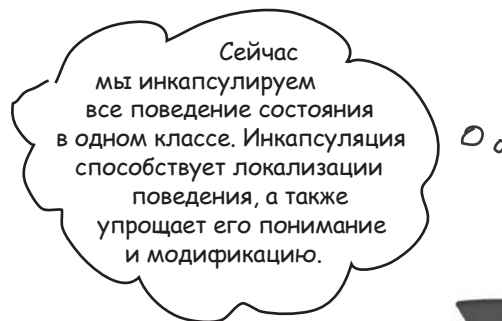 Сейчас
мы инкапсулируем
все поведение состояния
в одном классе. Инкапсуляция
способствует локализации
поведения, а также
упрощает его понимание
и модификацию.